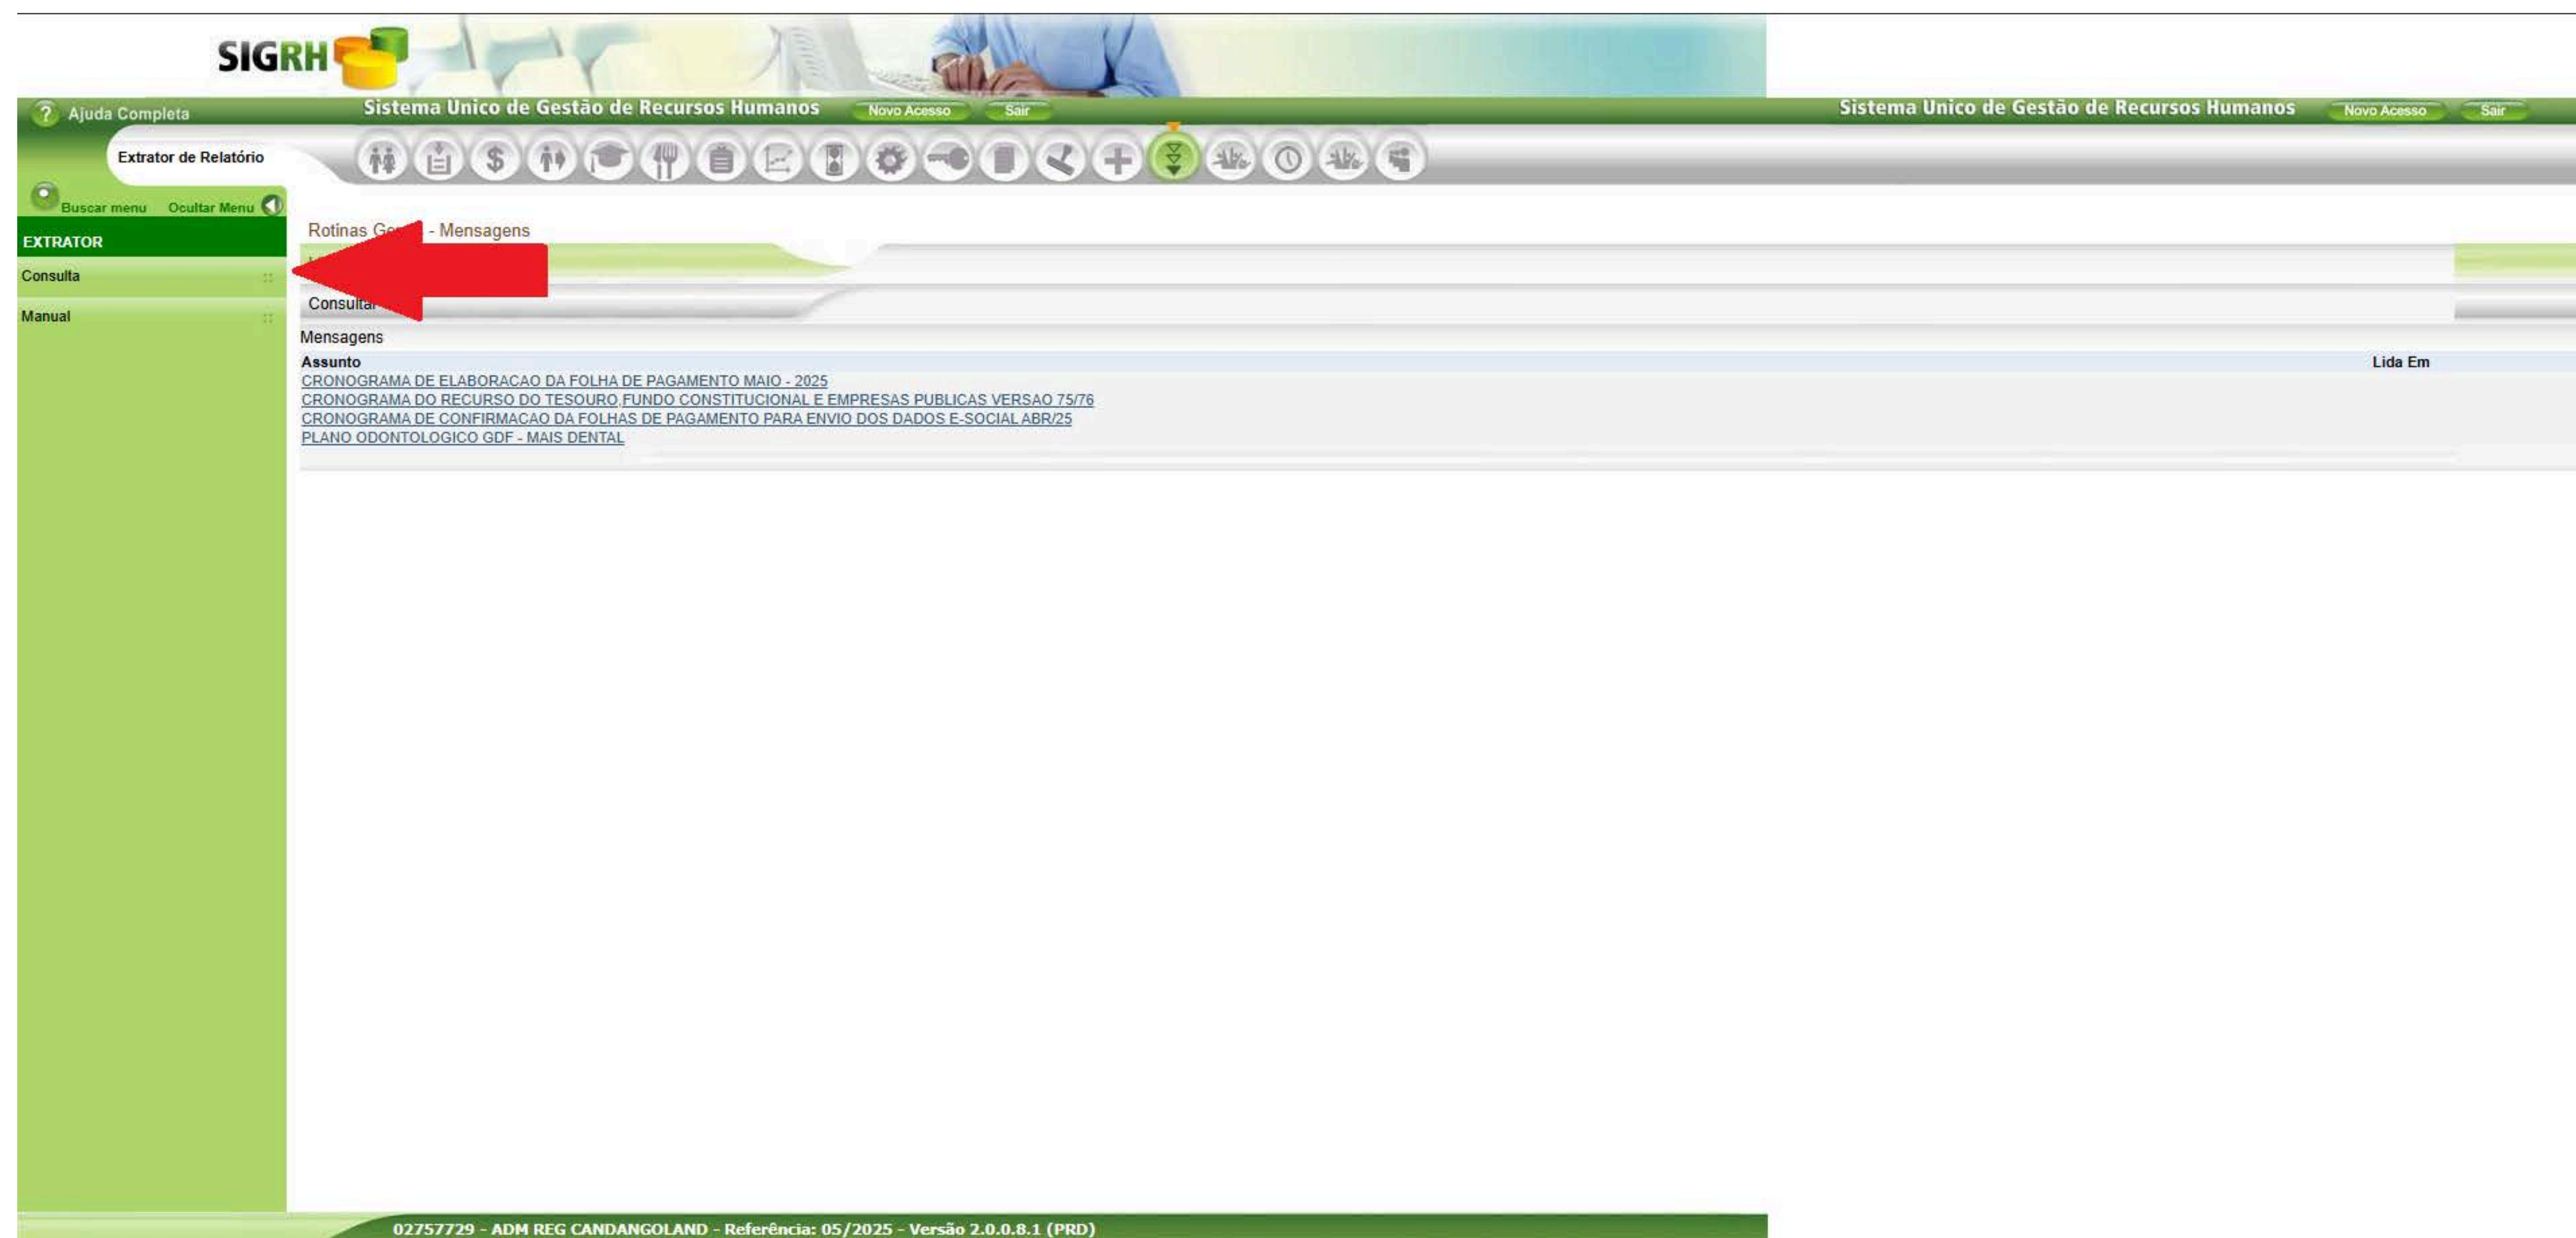 SIGRH
Ajuda Completa
Sistema Unico de Gestão de Recursos Humanos Novo Acesso Sair
Sistema Unico de Gestão de Recursos Humanos Novo Acesso Sair
Extrator de Relatório
Buscar menu Ocultar Menu
EXTRATOR
Consulta
Manual
Rotinas - Mensagens
Consultar
Mensagens
Assunto Lida Em
CRONOGRAMA DE ELABORACAO DA FOLHA DE PAGAMENTO MAIO - 2025
CRONOGRAMA DO RECURSO DO TESOURO,FUNDO CONSTITUCIONAL E EMPRESAS PUBLICAS VERSAO 75/76
CRONOGRAMA DE CONFIRMACAO DA FOLHAS DE PAGAMENTO PARA ENVIO DOS DADOS E-SOCIAL ABR/25
PLANO ODONTOLOGICO GDF - MAIS DENTAL
02757729 - ADM REG CANDANGOLAND - Referência: 05/2025 - Versão 2.0.0.8.1 (PRD)